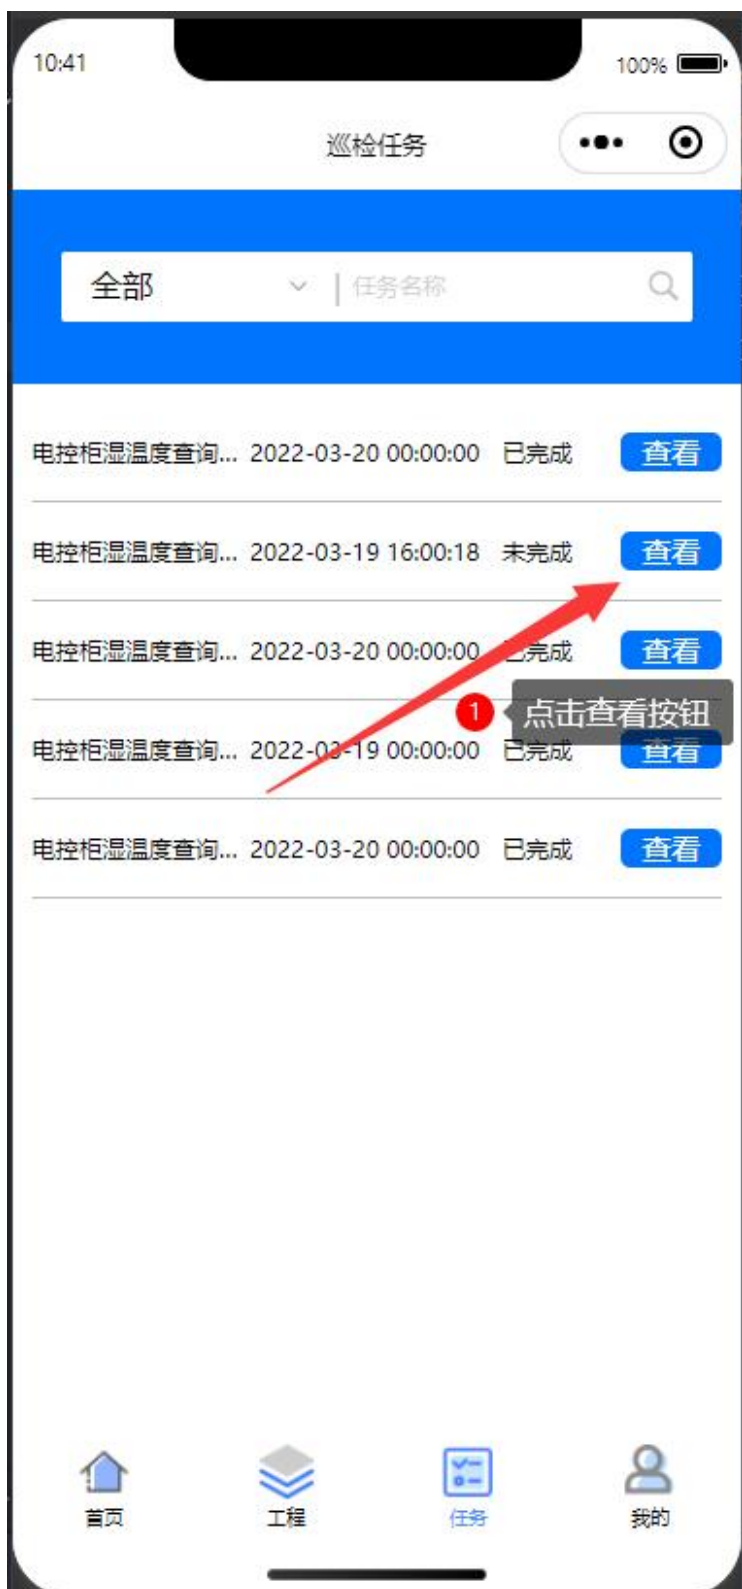 10:41
100%
巡检任务
全部
任务名称
电控柜湿温度查询... 2022-03-20 00:00:00 已完成 查看
电控柜湿温度查询... 2022-03-19 16:00:18 未完成 查看
电控柜湿温度查询... 2022-03-20 00:00:00 已完成 查看
1 点击查看按钮
电控柜湿温度查询... 2022-03-19 00:00:00 已完成 查看
电控柜湿温度查询... 2022-03-20 00:00:00 已完成 查看
首页 工程 任务 我的